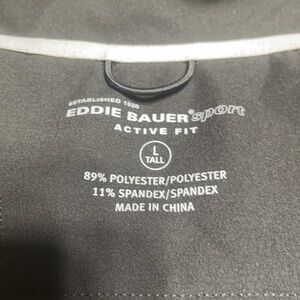 ESTABLISHED 1920
EDDIE BAUER® sport
ACTIVE FIT
L
TALL
89% POLYESTER/POLYESTER
11% SPANDEX/SPANDEX
MADE IN CHINA